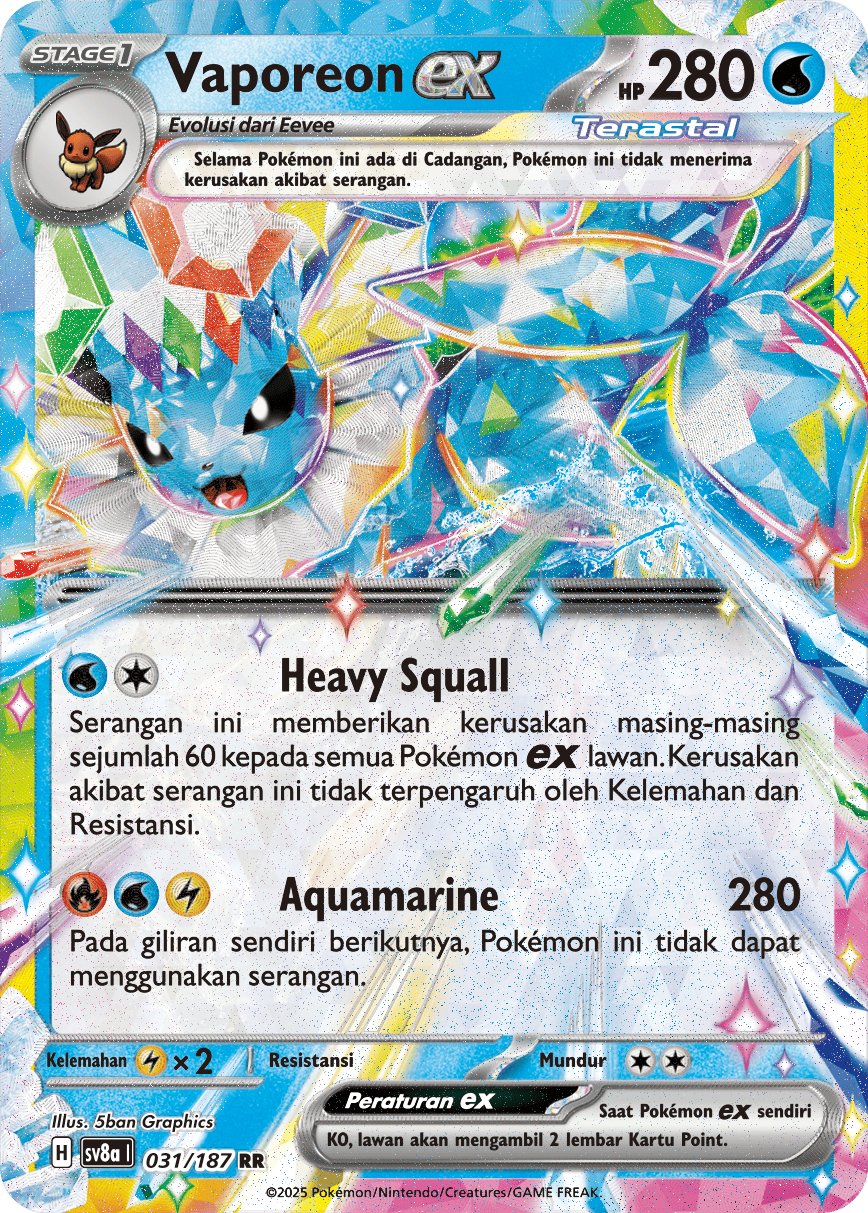 STAGE1
Vaporeon ex
HP 280
Evolusi dari Eevee
Terastal
Selama Pokémon ini ada di Cadangan, Pokémon ini tidak menerima
kerusakan akibat serangan.
Heavy Squall
Serangan ini memberikan kerusakan masing-masing
sejumlah 60 kepada semua Pokémon ex lawan. Kerusakan
akibat serangan ini tidak terpengaruh oleh Kelemahan dan
Resistansi.
Aquamarine 280
Pada giliran sendiri berikutnya, Pokémon ini tidak dapat
menggunakan serangan.
Kelemahan ×2 Resistansi Mundur
Peraturan ex
Saat Pokémon ex sendiri
KO, lawan akan mengambil 2 lembar Kartu Point.
Illus. 5ban Graphics
H sv8a I 031/187 RR
©2025 Pokémon/Nintendo/Creatures/GAME FREAK.